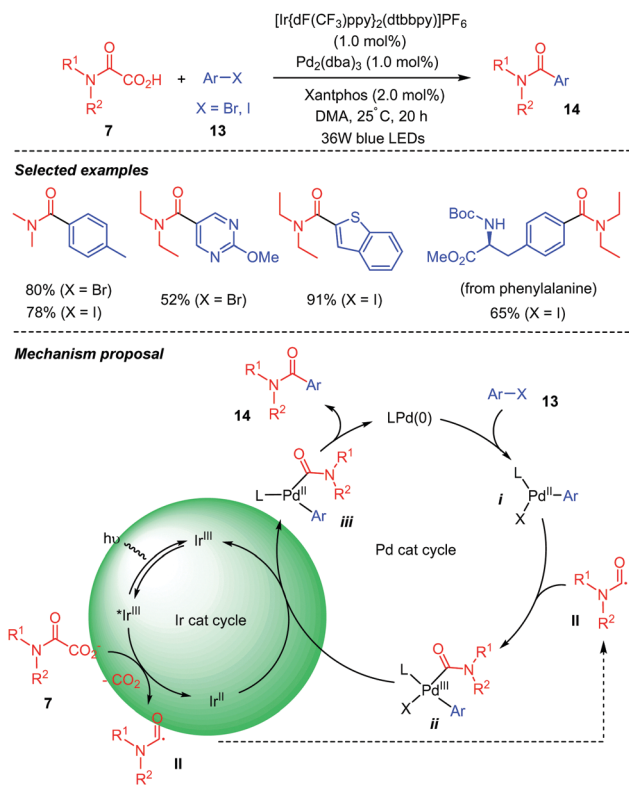 [Ir{dF(CF3)ppy}2(dtbbpy)]PF6
(1.0 mol%)
Pd2(dba)3 (1.0 mol%)
Xantphos (2.0 mol%)
DMA, 25°C, 20 h
36W blue LEDs
R1 N R2 O CO2H
7
+
Ar–X
X = Br, I
13
R1 N R2 O Ar
14
Selected examples
O N
80% (X = Br)
78% (X = I)
O N N N OMe
52% (X = Br)
O N S
91% (X = I)
BocHN MeO2C O N
(from phenylalanine)
65% (X = I)
Mechanism proposal
R1 N R2 O Ar
14
LPd(0)
Ar–X 13
L PdII Ar X
i
L–PdII O N R1 R2 Ar
iii
Pd cat cycle
R1 N R2 O
II
L PdIII X Ar O N R1 R2
ii
hυ
IrIII
*IrIII
Ir cat cycle
IrII
R1 N R2 O CO2-
7
- CO2
R1 N R2 O
II